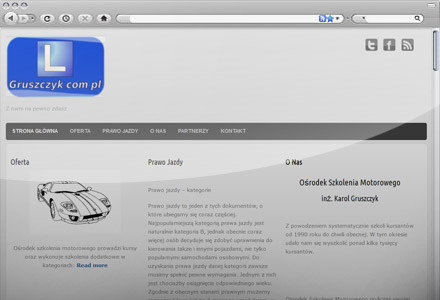 L
Gruszczyk com pl
Z nami na pewno zdasz
STRONA GŁÓWNA OFERTA PRAWO JAZDY O NAS PARTNERZY KONTAKT
Oferta
Ośrodek szkolenia motorowego prowadzi kursy
oraz wykonuje szkolenia dodatkowe w
kategoriach: Read more
Prawo Jazdy
Prawo jazdy – kategorie
Prawo jazdy to jeden z tych dokumentów, o
które ubiegamy się coraz częściej.
Najpopularniejszą kategorią prawa jazdy jest
naturalnie kategoria B, jednak obecnie coraz
więcej osób decyduje się zdobyć uprawnienia do
kierowania także i innymi pojazdami, nie tylko
popularnymi samochodami osobowymi. Do
uzyskania prawa jazdy danej kategorii zawsze
musimy spełnić pewne wymagania. Jednym z nich
jest chociażby osiągnięcie odpowiedniego wieku.
Zgodnie z obecnym stanem prawnym możemy
O Nas
Ośrodek Szkolenia Motorowego
inż. Karol Gruszczyk
Z powodzeniem systematycznie szkoli kursantów
od 1990 roku do chwili obecnej. W tym okresie
udało nam się wyszkolić ponad kilka tysięcy
kursantów.